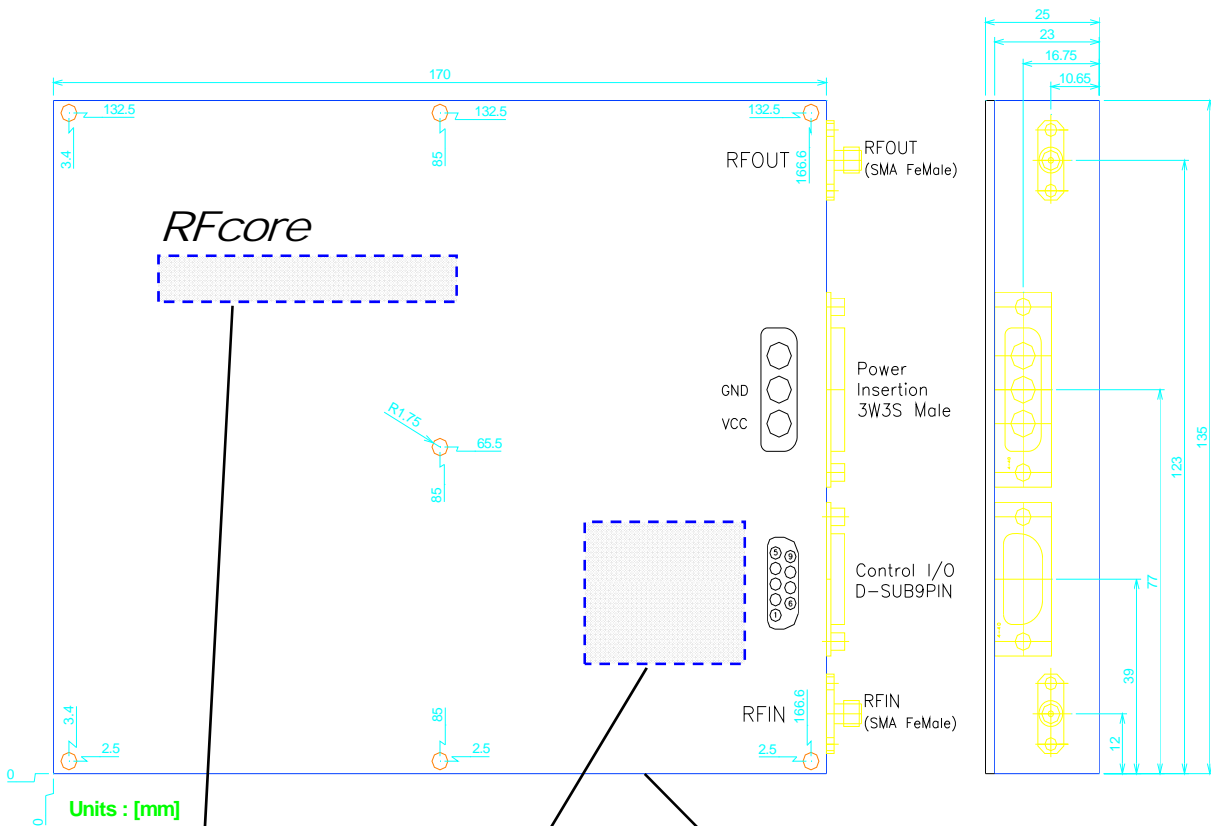 25
23
16.75
10.65
170
132.5
132.5
132.5
3.4
85
166.6
RFOUT
RFOUT
(SMA FeMale)
RFcore
GND
VCC
Power
Insertion
3W3S Male
R1.75
65.5
85
5
9
6
1
Control I/O
D-SUB9PIN
135
123
77
39
12
3.4
85
166.6
RFIN
RFIN
(SMA FeMale)
2.5
2.5
2.5
0
0
Units : [mm]